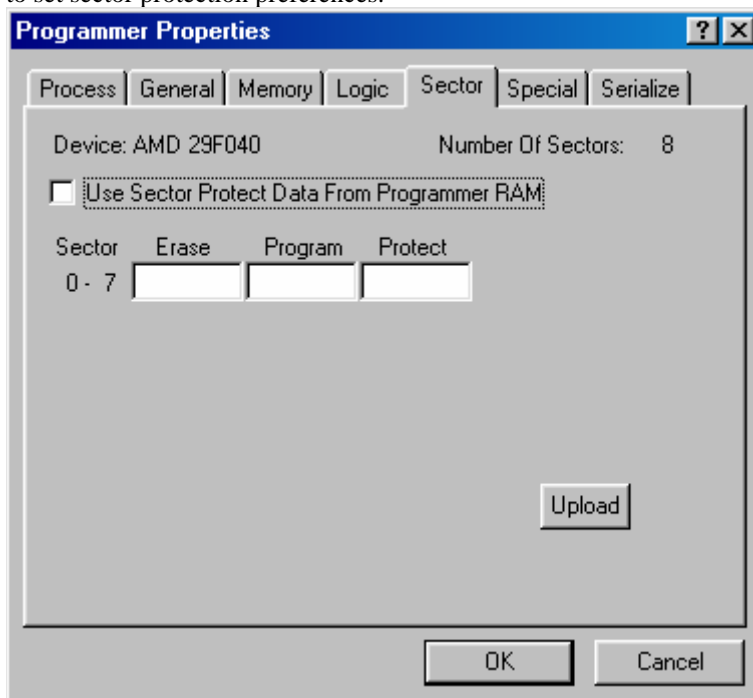 to set sector protection preferences.
Programmer Properties
Process General Memory Logic Sector Special Serialize
Device: AMD 29F040 Number Of Sectors: 8
Use Sector Protect Data From Programmer RAM
Sector Erase Program Protect
0 - 7
Upload
OK Cancel